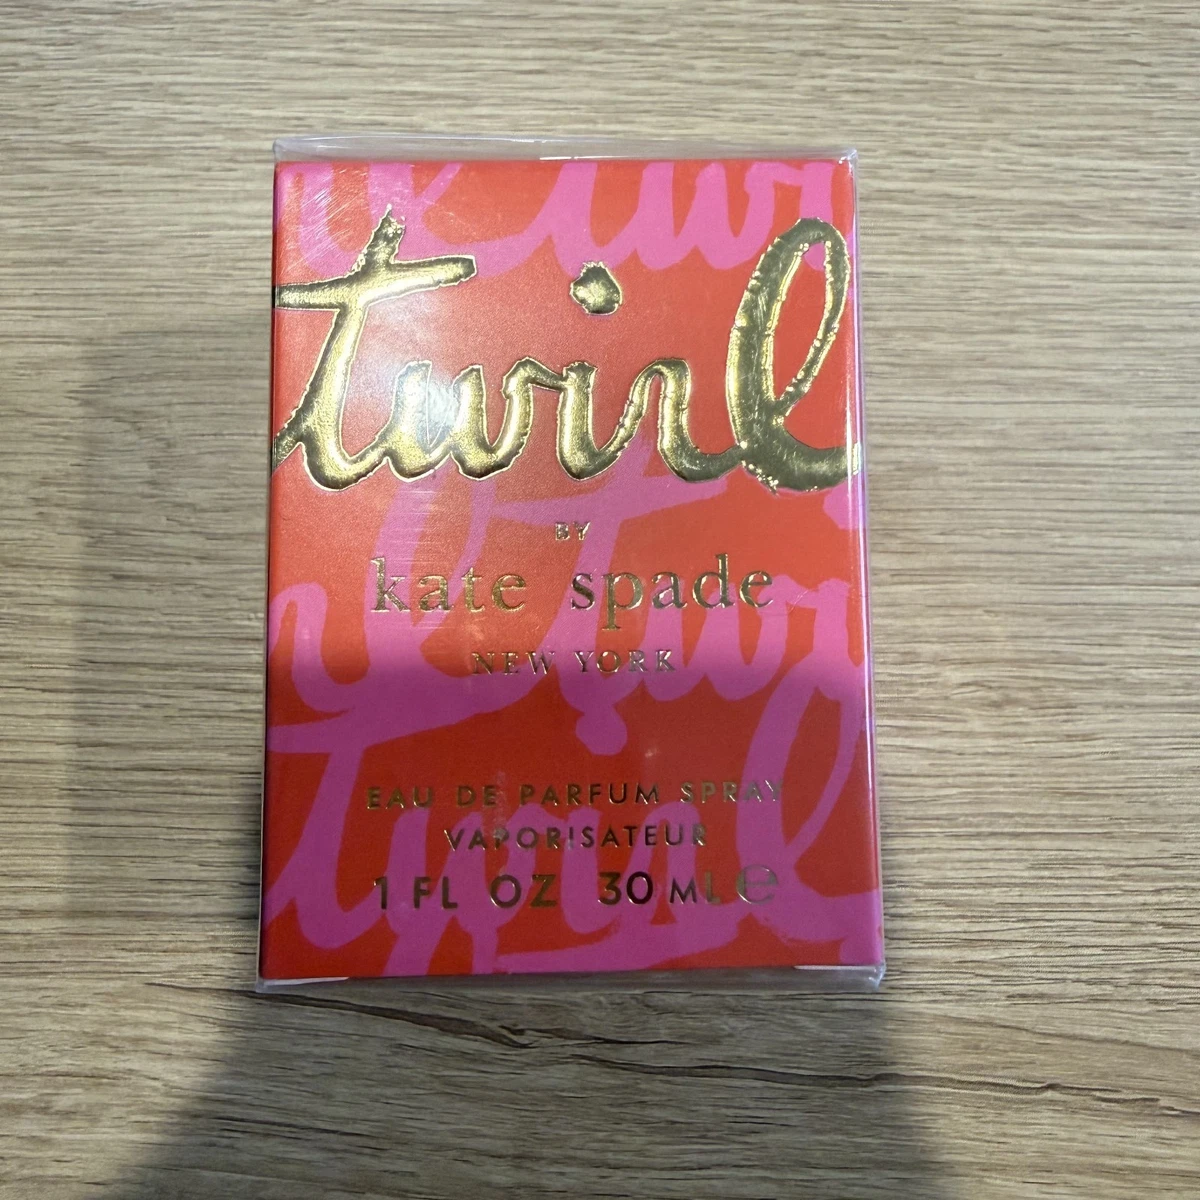 twirl
BY
kate spade
NEW YORK
EAU DE PARFUM SPRAY
VAPORISATEUR
1 FL OZ 30 ML ℮